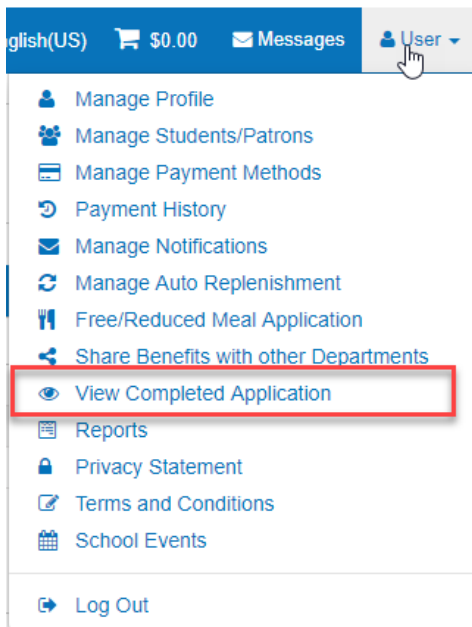 nglish(US) $0.00 Messages User
Manage Profile
Manage Students/Patrons
Manage Payment Methods
Payment History
Manage Notifications
Manage Auto Replenishment
Free/Reduced Meal Application
Share Benefits with other Departments
View Completed Application
Reports
Privacy Statement
Terms and Conditions
School Events
Log Out